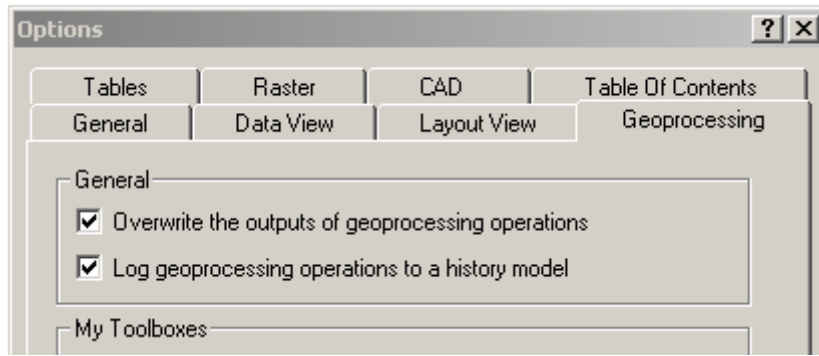 Options
Tables Raster CAD Table Of Contents
General Data View Layout View Geoprocessing
General
Overwrite the outputs of geoprocessing operations
Log geoprocessing operations to a history model
My Toolboxes